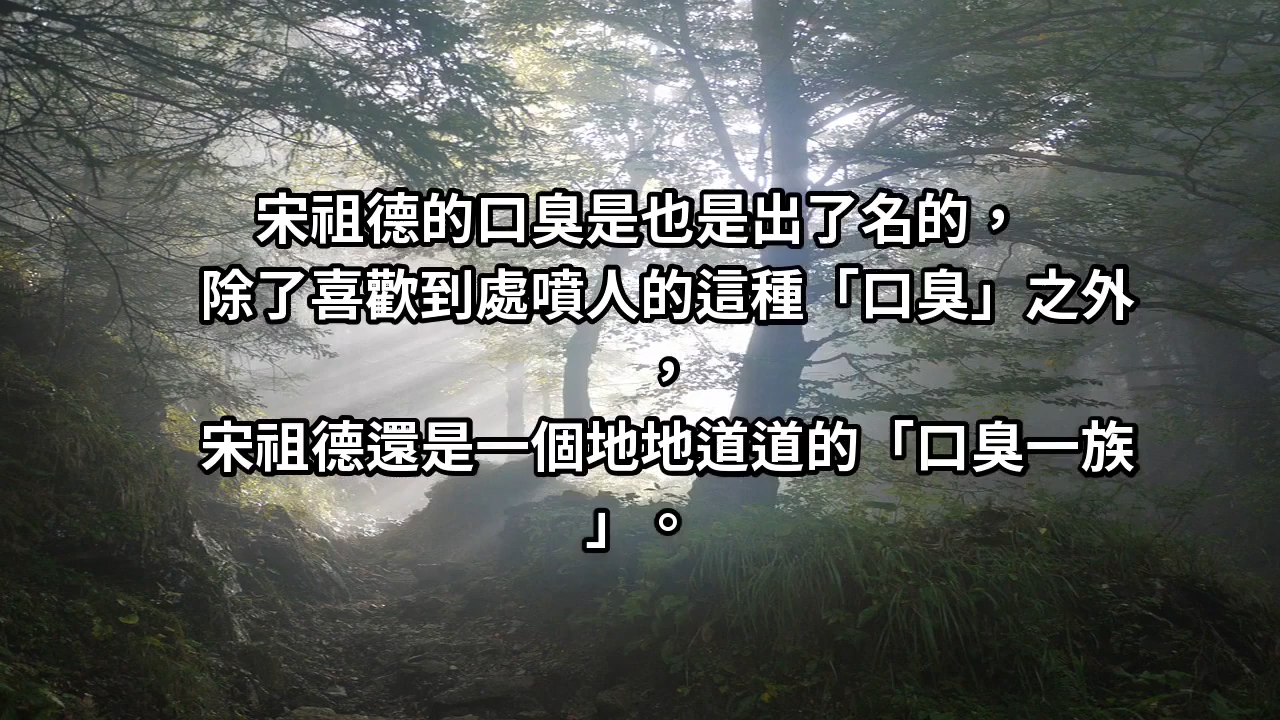 宋祖德的口臭是也是出了名的，
除了喜歡到處噴人的這種「口臭」之外
，
宋祖德還是一個地地道道的「口臭一族
」。